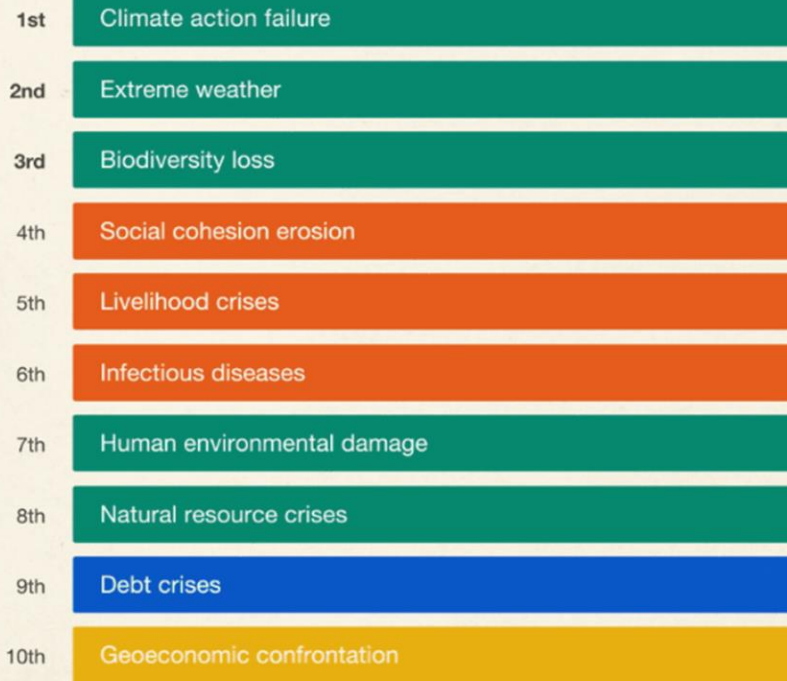 1st Climate action failure
2nd Extreme weather
3rd Biodiversity loss
4th Social cohesion erosion
5th Livelihood crises
6th Infectious diseases
7th Human environmental damage
8th Natural resource crises
9th Debt crises
10th Geoeconomic confrontation